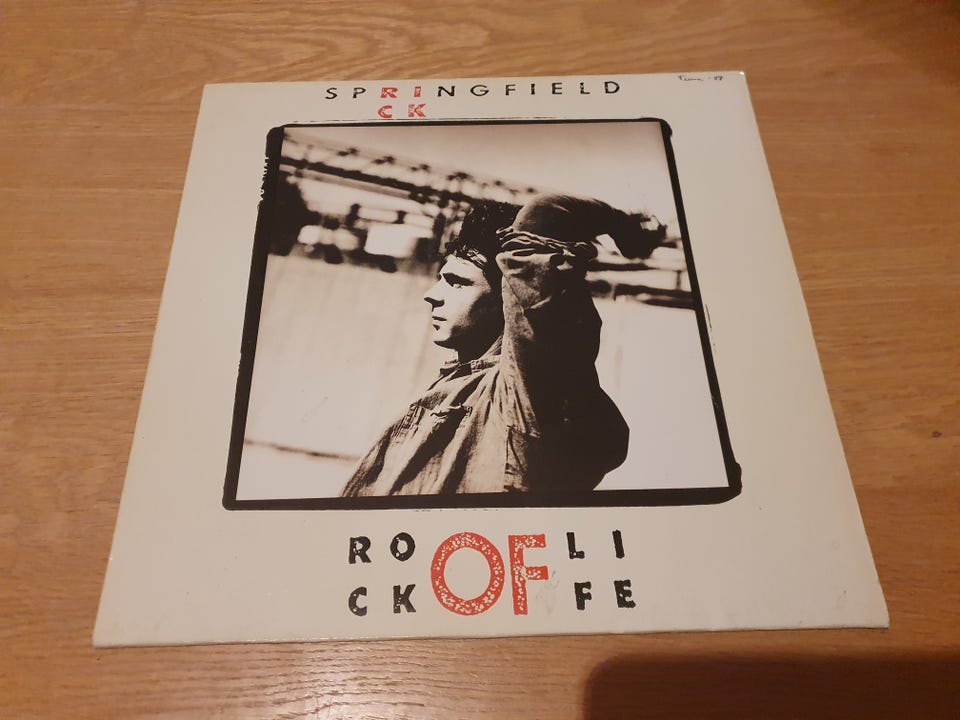 SPRINGFIELD
CK
RO OF LI
CK FE